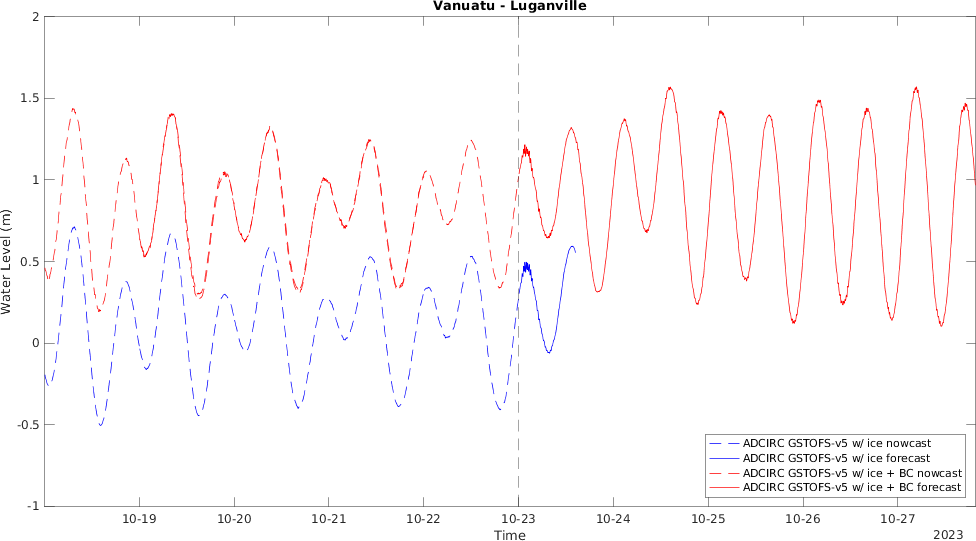 Vanuatu - Luganville
Water Level (m)
2
1.5
1
0.5
0
-0.5
-1
ADCIRC GSTOFS-v5 w/ ice nowcast
ADCIRC GSTOFS-v5 w/ ice forecast
ADCIRC GSTOFS-v5 w/ ice + BC nowcast
ADCIRC GSTOFS-v5 w/ ice + BC forecast
10-19 10-20 10-21 10-22 10-23 10-24 10-25 10-26 10-27
Time
2023